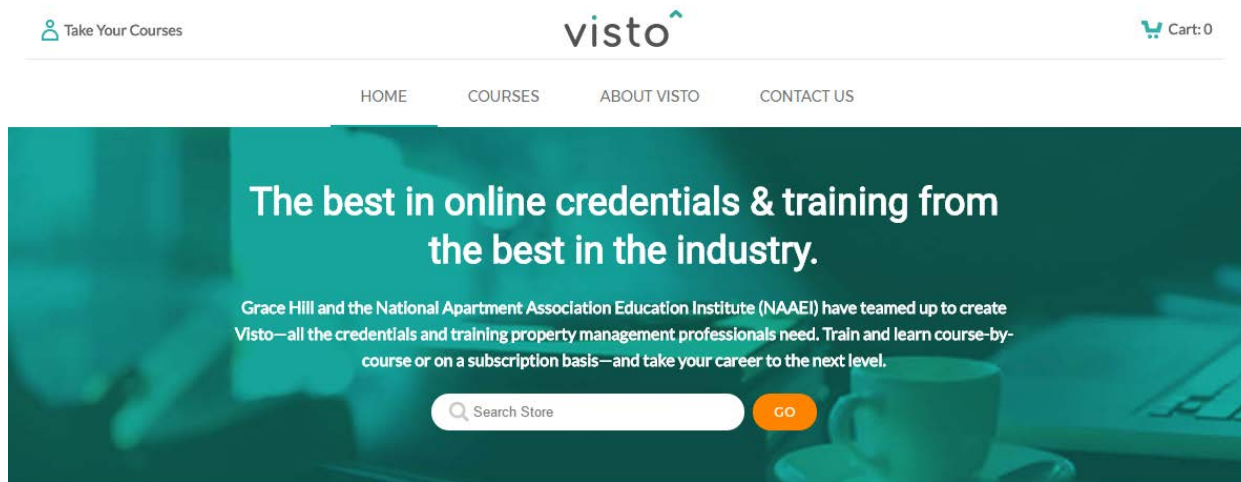 Take Your Courses
visto
Cart: 0
HOME COURSES ABOUT VISTO CONTACT US
The best in online credentials & training from
the best in the industry.
Grace Hill and the National Apartment Association Education Institute (NAAEI) have teamed up to create
Visto—all the credentials and training property management professionals need. Train and learn course-by-
course or on a subscription basis—and take your career to the next level.
Search Store
GO